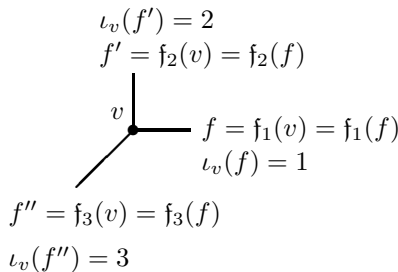 ι_v(f′) = 2
f′ = 𝔣₂(v) = 𝔣₂(f)
v
f = 𝔣₁(v) = 𝔣₁(f)
ι_v(f) = 1
f″ = 𝔣₃(v) = 𝔣₃(f)
ι_v(f″) = 3